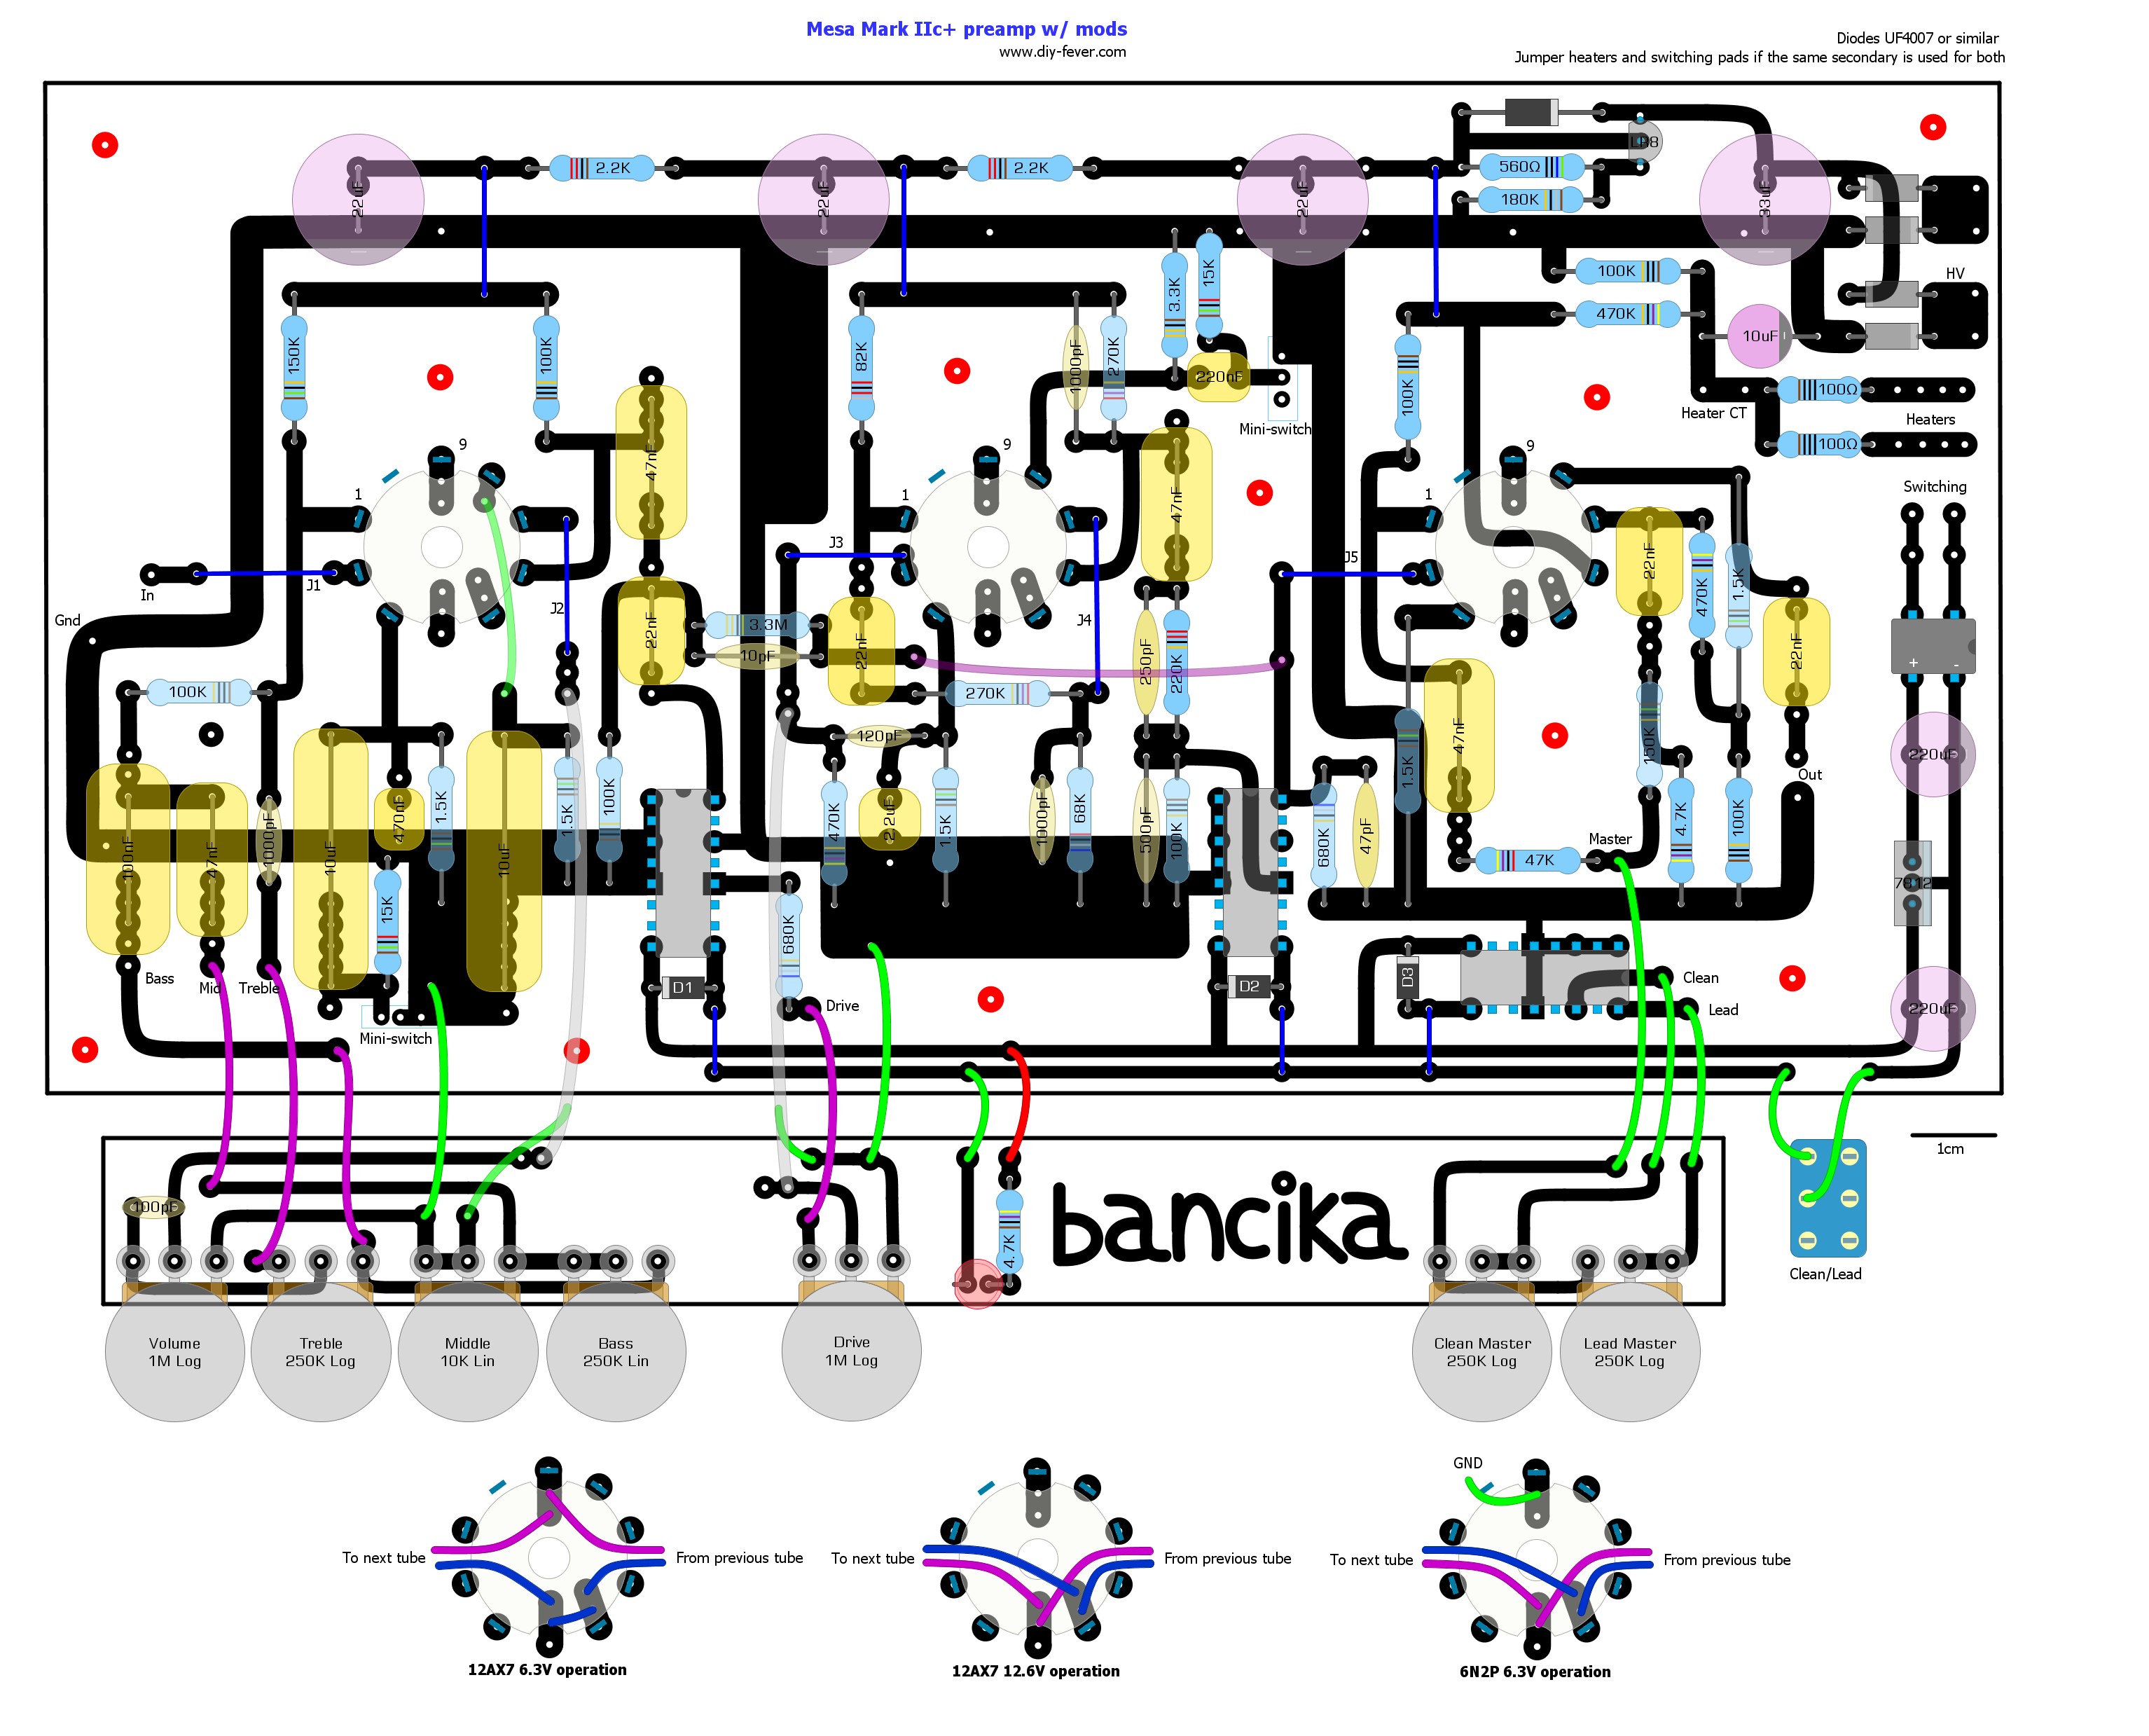 Mesa Mark IIc+ preamp w/ mods
www.diy-fever.com
Diodes UF4007 or similar
Jumper heaters and switching pads if the same secondary is used for both
22uF
2.2K
22uF
2.2K
22uF
LR8
560Ω
180K
33uF
HV
150K
100K
82K
1000pF
270K
3.3K
15K
220nF
Mini-switch
100K
100K
470K
10uF
100Ω
Heater CT
Heaters
100Ω
Switching
47nF
47nF
9
9
9
1
1
1
In
J1
J2
J3
J4
J5
Gnd
22nF
3.3M
10pF
22nF
250pF
220K
22nF
470K
1.5K
22nF
+ -
100K
270K
120pF
1.5K
47nF
150K
220uF
Out
100nF
47nF
1000pF
10uF
470nF
1.5K
10uF
1.5K
100K
470K
2.2uF
15K
1000pF
68K
500pF
100K
680K
47pF
Master
47K
4.7K
100K
7812
15K
680K
Bass
Mid
Treble
Mini-switch
D1
Drive
D2
D3
Clean
Lead
220uF
1cm
100pF
4.7K
bancika
Clean/Lead
Volume
1M Log
Treble
250K Log
Middle
10K Lin
Bass
250K Lin
Drive
1M Log
Clean Master
250K Log
Lead Master
250K Log
GND
To next tube
From previous tube
To next tube
From previous tube
To next tube
From previous tube
12AX7 6.3V operation
12AX7 12.6V operation
6N2P 6.3V operation